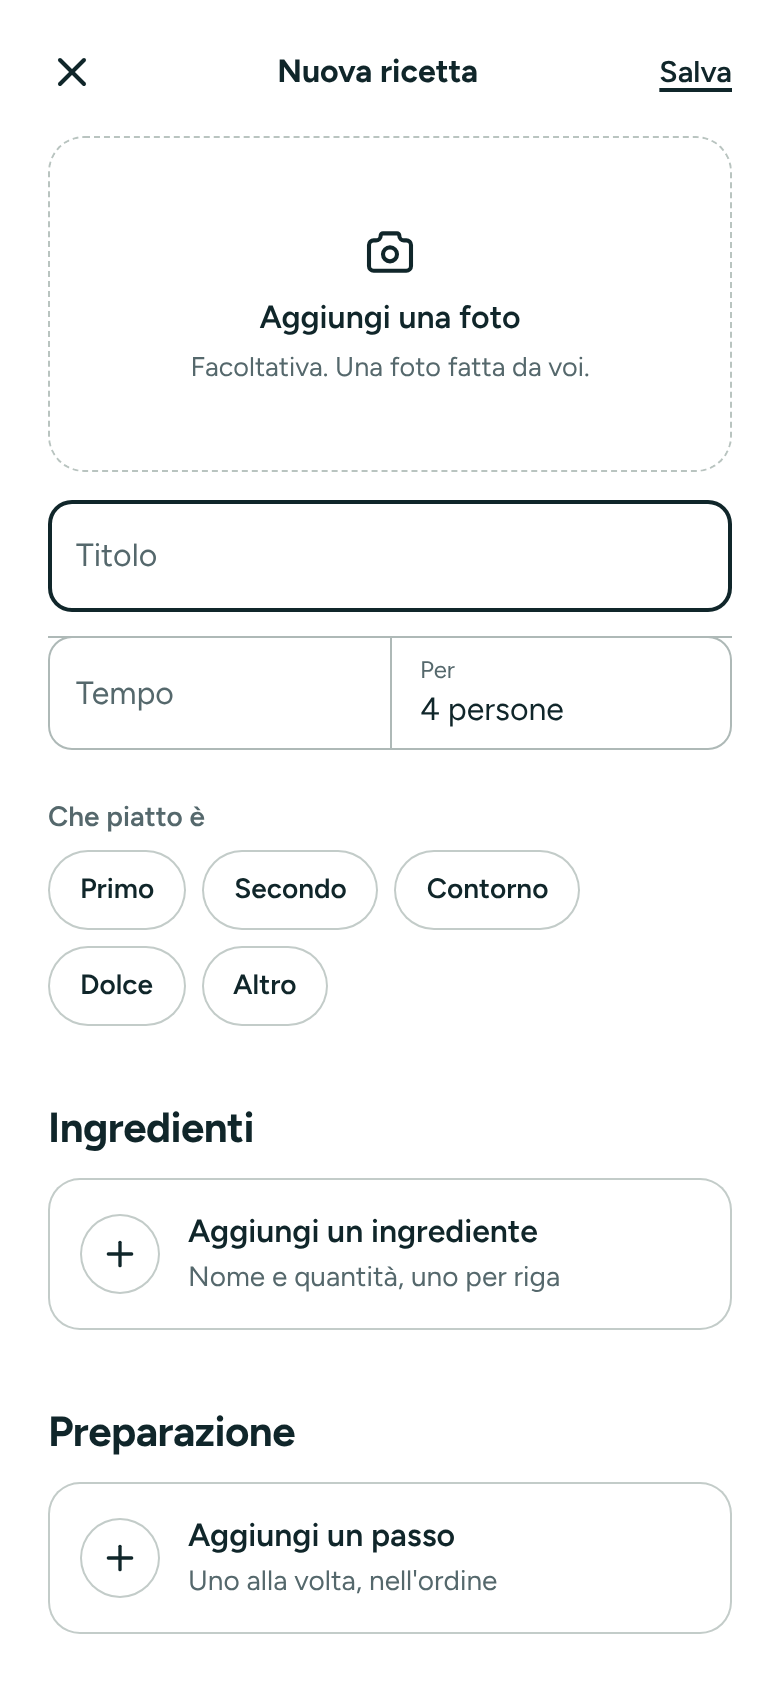 Nuova ricetta
Salva
Aggiungi una foto
Facoltativa. Una foto fatta da voi.
Titolo
Tempo
Per
4 persone
Che piatto è
Primo
Secondo
Contorno
Dolce
Altro
Ingredienti
Aggiungi un ingrediente
Nome e quantità, uno per riga
Preparazione
Aggiungi un passo
Uno alla volta, nell'ordine